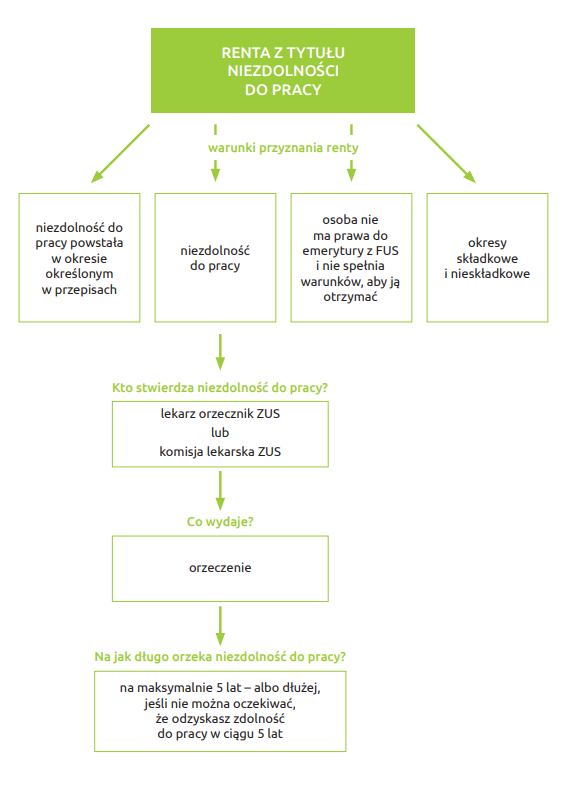 RENTA Z TYTUŁU
NIEZDOLNOŚCI
DO PRACY
warunki przyznania renty
niezdolność do
pracy powstała
w okresie
określonym
w przepisach
niezdolność
do pracy
osoba nie
ma prawa do
emerytury z FUS
i nie spełnia
warunków, aby ją
otrzymać
okresy
składkowe
i nieskładkowe
Kto stwierdza niezdolność do pracy?
lekarz orzecznik ZUS
lub
komisja lekarska ZUS
Co wydaje?
orzeczenie
Na jak długo orzeka niezdolność do pracy?
na maksymalnie 5 lat – albo dłużej,
jeśli nie można oczekiwać,
że odzyskasz zdolność
do pracy w ciągu 5 lat